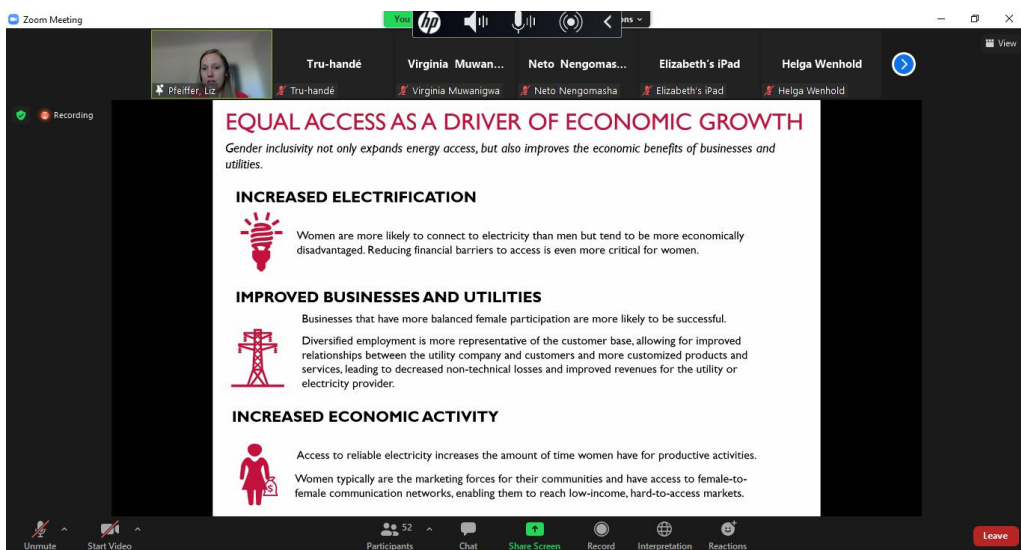 Zoom Meeting
You
hp
ns
View
Tru-handé
Virginia Muwan...
Neto Nengomas...
Elizabeth's iPad
Helga Wenhold
Pfeiffer, Liz
Tru-handé
Virginia Muwanigwa
Neto Nengomasha
Elizabeth's iPad
Helga Wenhold
Recording
EQUAL ACCESS AS A DRIVER OF ECONOMIC GROWTH
Gender inclusivity not only expands energy access, but also improves the economic benefits of businesses and
utilities.
INCREASED ELECTRIFICATION
Women are more likely to connect to electricity than men but tend to be more economically
disadvantaged. Reducing financial barriers to access is even more critical for women.
IMPROVED BUSINESSES AND UTILITIES
Businesses that have more balanced female participation are more likely to be successful.
Diversified employment is more representative of the customer base, allowing for improved
relationships between the utility company and customers and more customized products and
services, leading to decreased non-technical losses and improved revenues for the utility or
electricity provider.
INCREASED ECONOMIC ACTIVITY
Access to reliable electricity increases the amount of time women have for productive activities.
Women typically are the marketing forces for their communities and have access to female-to-
female communication networks, enabling them to reach low-income, hard-to-access markets.
$
52
Unmute
Start Video
Participants
Chat
Share Screen
Record
Interpretation
Reactions
Leave